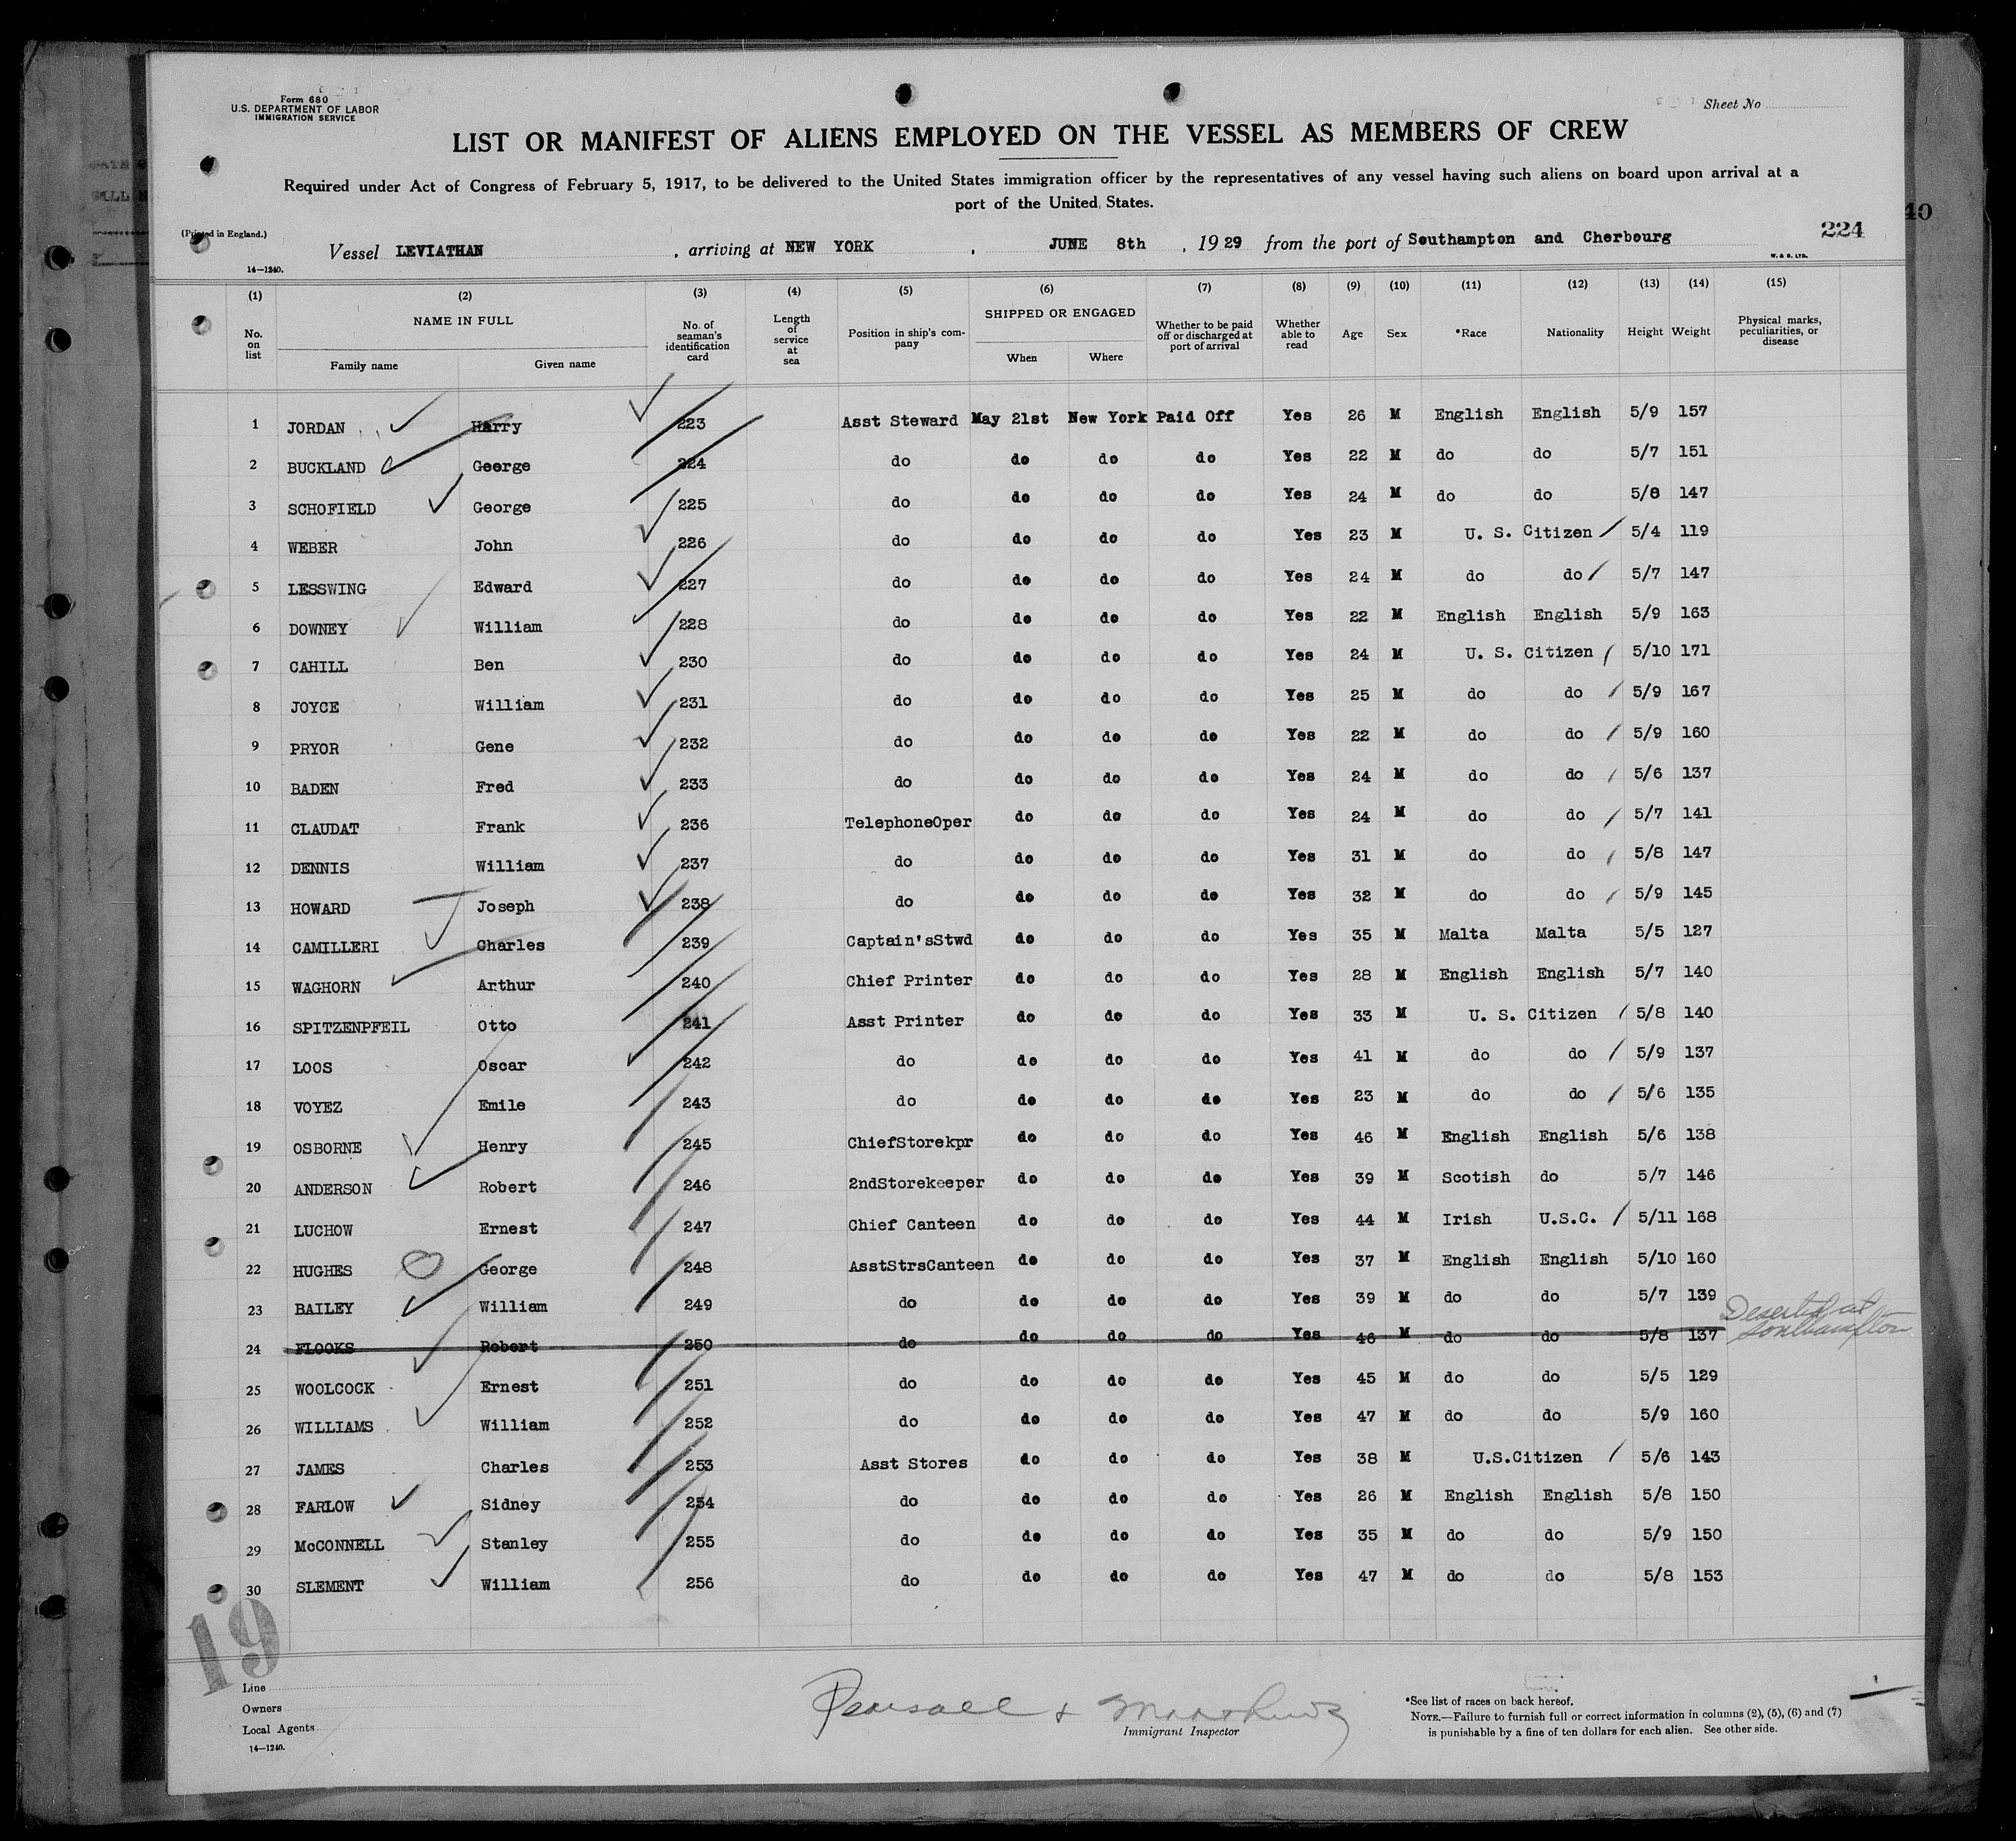 Form 680
U.S. DEPARTMENT OF LABOR
IMMIGRATION SERVICE
Sheet No
LIST OR MANIFEST OF ALIENS EMPLOYED ON THE VESSEL AS MEMBERS OF CREW
Required under Act of Congress of February 5, 1917, to be delivered to the United States immigration officer by the representatives of any vessel having such aliens on board upon arrival at a
port of the United States.
40
224
(Printed in England.)
Vessel LEVIATHAN , arriving at NEW YORK , JUNE 8th , 1929 from the port of Southampton and Cherbourg
14—1240.
W. & S. LTD.
(1) (2) (3) (4) (5) (6) (7) (8) (9) (10) (11) (12) (13) (14) (15)
No. on list NAME IN FULL Family name Given name No. of seaman's identification card Length of service at sea Position in ship's company SHIPPED OR ENGAGED When Where Whether to be paid off or discharged at port of arrival Whether able to read Age Sex *Race Nationality Height Weight Physical marks, peculiarities, or disease
1 JORDAN Harry 223 Asst Steward May 21st New York Paid Off Yes 26 M English English 5/9 157
2 BUCKLAND George 224 do do do do Yes 22 M do do 5/7 151
3 SCHOFIELD George 225 do do do do Yes 24 M do do 5/8 147
4 WEBER John 226 do do do do Yes 23 M U. S. Citizen 5/4 119
5 LESSWING Edward 227 do do do do Yes 24 M do do 5/7 147
6 DOWNEY William 228 do do do do Yes 22 M English English 5/9 163
7 CAHILL Ben 230 do do do do Yes 24 M U. S. Citizen 5/10 171
8 JOYCE William 231 do do do do Yes 25 M do do 5/9 167
9 PRYOR Gene 232 do do do do Yes 22 M do do 5/9 160
10 BADEN Fred 233 do do do do Yes 24 M do do 5/6 137
11 CLAUDAT Frank 236 TelephoneOper do do do Yes 24 M do do 5/7 141
12 DENNIS William 237 do do do do Yes 31 M do do 5/8 147
13 HOWARD Joseph 238 do do do do Yes 32 M do do 5/9 145
14 CAMILLERI Charles 239 Captain'sStwd do do do Yes 35 M Malta Malta 5/5 127
15 WAGHORN Arthur 240 Chief Printer do do do Yes 28 M English English 5/7 140
16 SPITZENPFEIL Otto 241 Asst Printer do do do Yes 33 M U. S. Citizen 5/8 140
17 LOOS Oscar 242 do do do do Yes 41 M do do 5/9 137
18 VOYEZ Emile 243 do do do do Yes 23 M do do 5/6 135
19 OSBORNE Henry 245 ChiefStorekpr do do do Yes 46 M English English 5/6 138
20 ANDERSON Robert 246 2ndStorekeeper do do do Yes 39 M Scotish do 5/7 146
21 LUCHOW Ernest 247 Chief Canteen do do do Yes 44 M Irish U.S.C. 5/11 168
22 HUGHES George 248 AsstStrsCanteen do do do Yes 37 M English English 5/10 160
23 BAILEY William 249 do do do do Yes 39 M do do 5/7 139
24 FLOOKS Robert 250 do do do do Yes 46 M do do 5/8 137 Deserted at Southampton
25 WOOLCOCK Ernest 251 do do do do Yes 45 M do do 5/5 129
26 WILLIAMS William 252 do do do do Yes 47 M do do 5/9 160
27 JAMES Charles 253 Asst Stores do do do Yes 38 M U.S.Citizen 5/6 143
28 FARLOW Sidney 254 do do do do Yes 26 M English English 5/8 150
29 McCONNELL Stanley 255 do do do do Yes 35 M do do 5/9 150
30 SLEMENT William 256 do do do do Yes 47 M do do 5/8 153
19
Line
Owners
Local Agents
14—1240.
Immigrant Inspector
*See list of races on back hereof.
NOTE.—Failure to furnish full or correct information in columns (2), (5), (6) and (7)
is punishable by a fine of ten dollars for each alien. See other side.